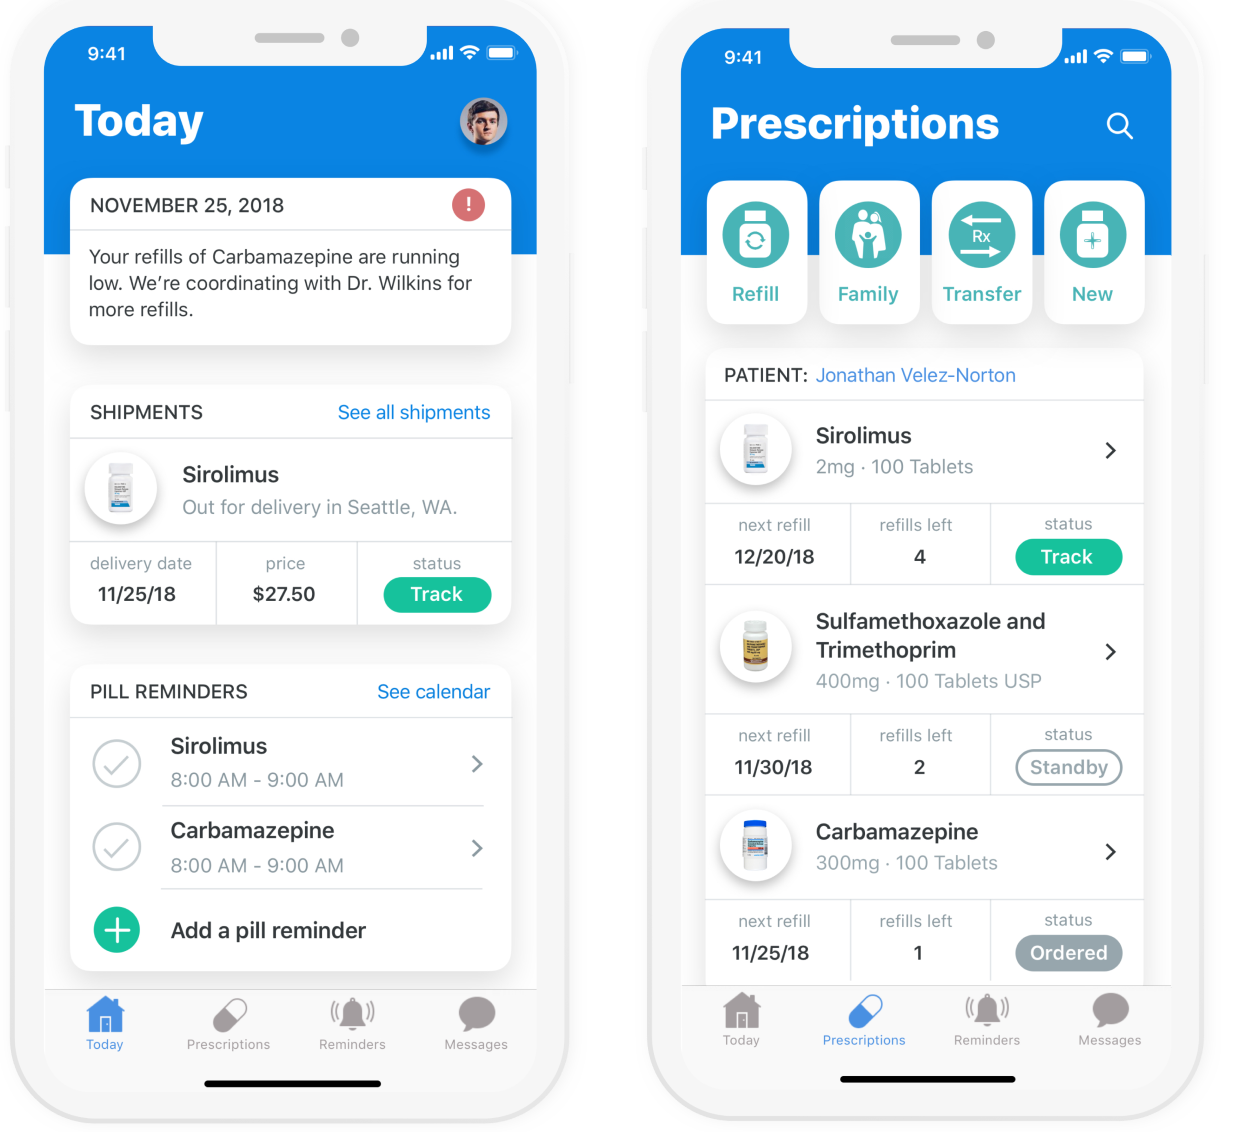 9:41
Today
NOVEMBER 25, 2018
!
Your refills of Carbamazepine are running
low. We’re coordinating with Dr. Wilkins for
more refills.
SHIPMENTS See all shipments
Sirolimus
Out for delivery in Seattle, WA.
delivery date price status
11/25/18 $27.50 Track
PILL REMINDERS See calendar
Sirolimus
8:00 AM - 9:00 AM
Carbamazepine
8:00 AM - 9:00 AM
Add a pill reminder
Today Prescriptions Reminders Messages
9:41
Prescriptions
Rx
Refill Family Transfer New
PATIENT: Jonathan Velez-Norton
Sirolimus
2mg · 100 Tablets
next refill refills left status
12/20/18 4 Track
Sulfamethoxazole and
Trimethoprim
400mg · 100 Tablets USP
next refill refills left status
11/30/18 2 Standby
Carbamazepine
300mg · 100 Tablets
next refill refills left status
11/25/18 1 Ordered
Today Prescriptions Reminders Messages